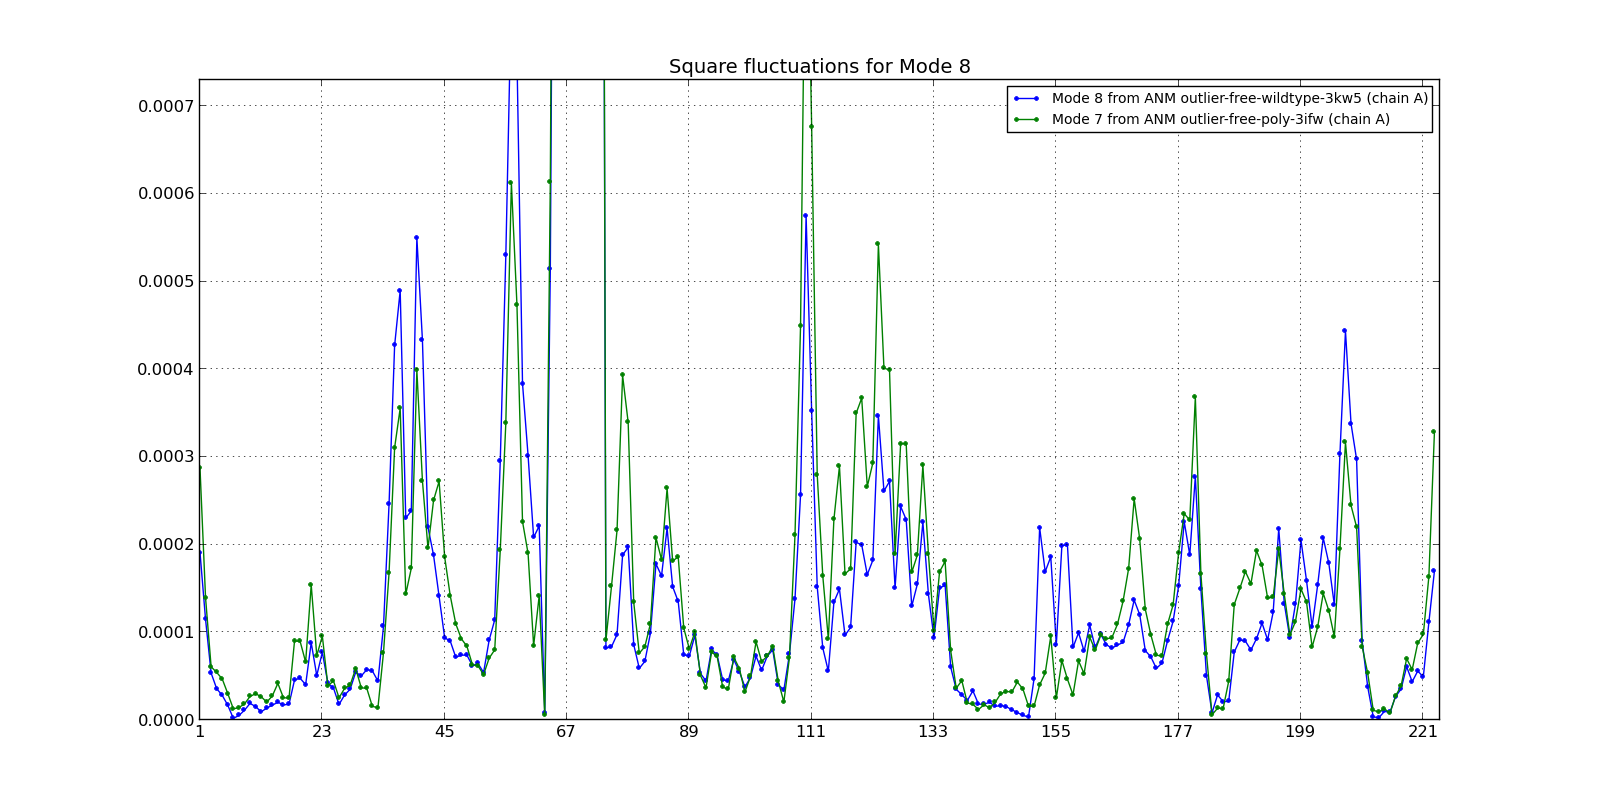 Square fluctuations for Mode 8
Mode 8 from ANM outlier-free-wildtype-3kw5 (chain A)
Mode 7 from ANM outlier-free-poly-3ifw (chain A)
0.0007
0.0006
0.0005
0.0004
0.0003
0.0002
0.0001
0.0000
1 23 45 67 89 111 133 155 177 199 221